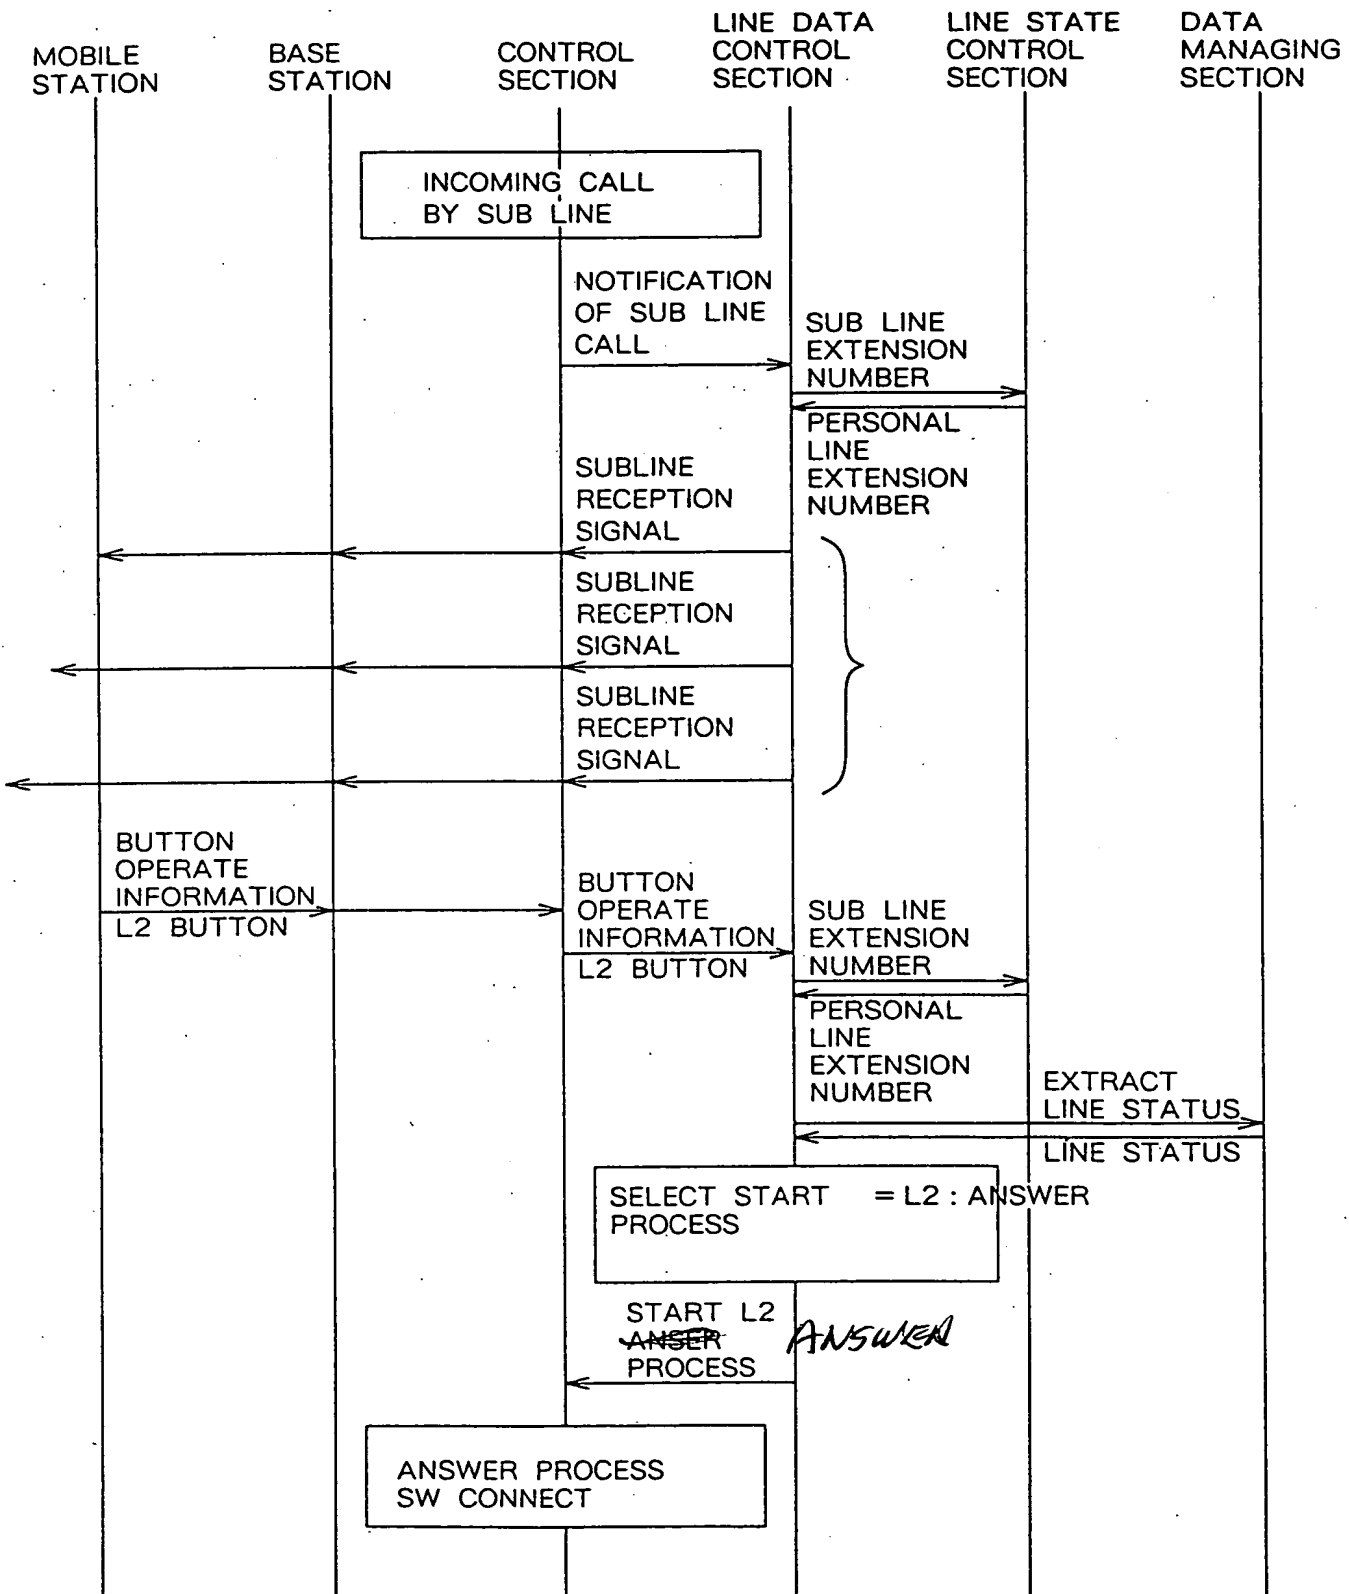 MOBILE
STATION
BASE
STATION
CONTROL
SECTION
LINE DATA
CONTROL
SECTION
LINE STATE
CONTROL
SECTION
DATA
MANAGING
SECTION
INCOMING CALL
BY SUB LINE
NOTIFICATION
OF SUB LINE
CALL
SUB LINE
EXTENSION
NUMBER
PERSONAL
LINE
EXTENSION
NUMBER
SUBLINE
RECEPTION
SIGNAL
SUBLINE
RECEPTION
SIGNAL
SUBLINE
RECEPTION
SIGNAL
BUTTON
OPERATE
INFORMATION
L2 BUTTON
BUTTON
OPERATE
INFORMATION
L2 BUTTON
SUB LINE
EXTENSION
NUMBER
PERSONAL
LINE
EXTENSION
NUMBER
EXTRACT
LINE STATUS
LINE STATUS
SELECT START = L2 : ANSWER
PROCESS
START L2
ANSER ANSWER
PROCESS
ANSWER PROCESS
SW CONNECT